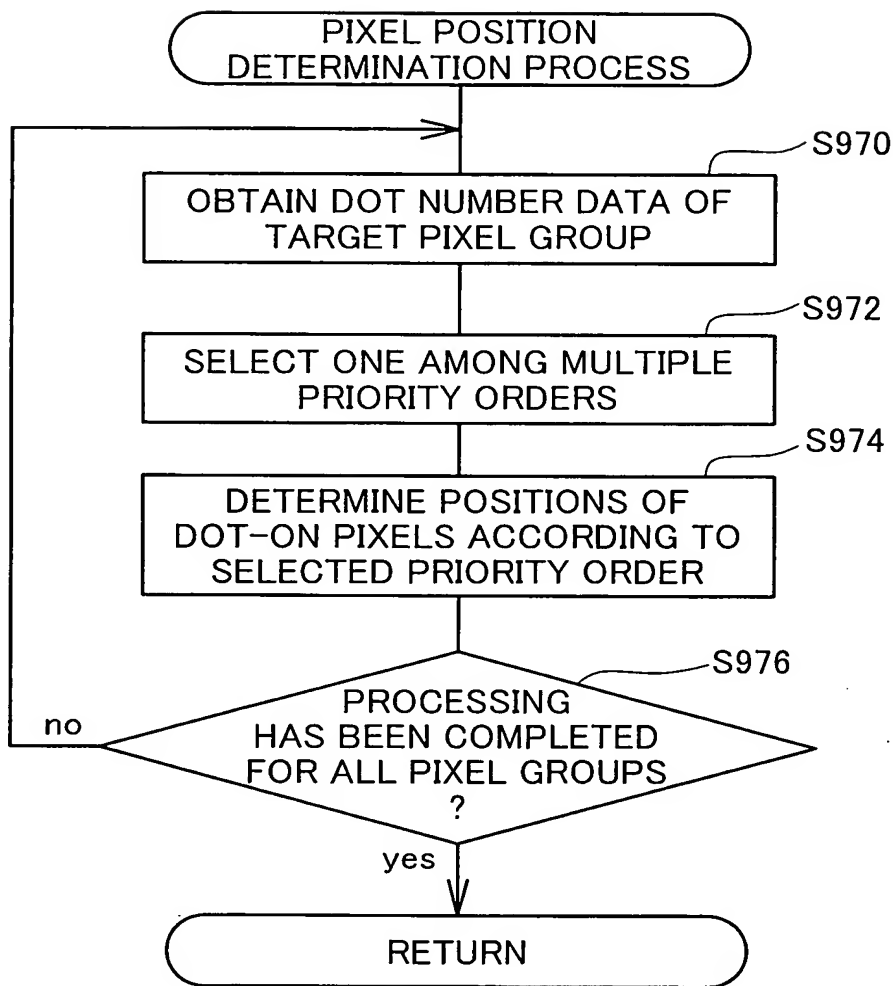 PIXEL POSITION
DETERMINATION PROCESS
S970
OBTAIN DOT NUMBER DATA OF
TARGET PIXEL GROUP
S972
SELECT ONE AMONG MULTIPLE
PRIORITY ORDERS
S974
DETERMINE POSITIONS OF
DOT-ON PIXELS ACCORDING TO
SELECTED PRIORITY ORDER
S976
PROCESSING
HAS BEEN COMPLETED
FOR ALL PIXEL GROUPS
?
no
yes
RETURN